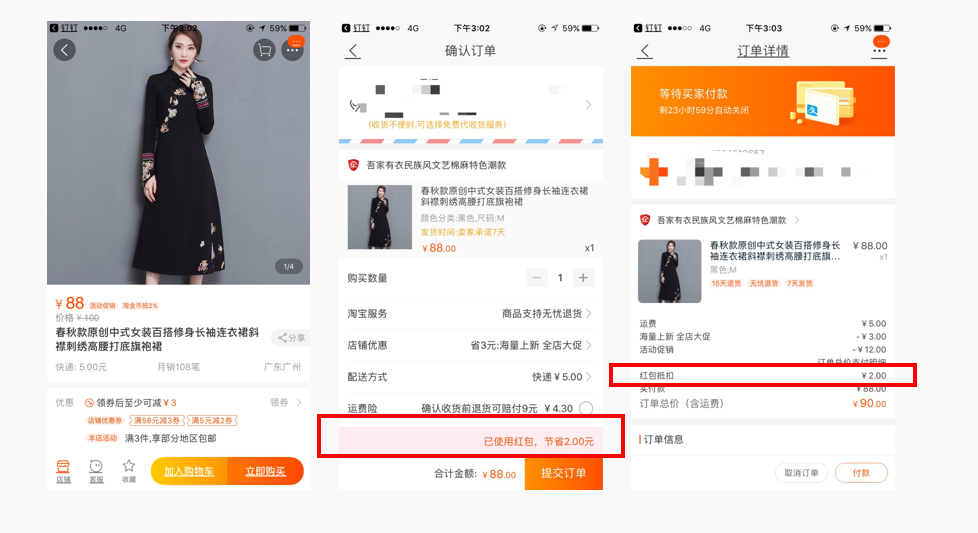 钉钉 4G 下午3:02 59%
1/4
¥ 88 活动促销 淘金币抵2%
价格 ¥ 100
春秋款原创中式女装百搭修身长袖连衣裙斜
襟刺绣高腰打底旗袍裙
分享
快递: 5.00元 月销108笔 广东广州
优惠 领券后至少可减¥3 领券
店铺优惠券 满58元减3券 满5元减2券
本店活动 满3件,享部分地区包邮
店铺 客服 收藏 加入购物车 立即购买
钉钉 4G 下午3:02 59%
确认订单
(收货不便时,可选择免费代收货服务)
吾家有衣民族风文艺棉麻特色潮款
春秋款原创中式女装百搭修身长袖连衣裙
斜襟刺绣高腰打底旗袍裙
颜色分类:黑色,尺码:M
发货时间:卖家承诺7天
¥ 88.00 x1
购买数量 1
淘宝服务 商品支持无忧退货
店铺优惠 省3元:海量上新 全店大促
配送方式 快递 ¥ 5.00
运费险 确认收货前退货可赔付9元 ¥ 4.30
已使用红包，节省2.00元
合计金额: ¥ 88.00 提交订单
钉钉 4G 下午3:03 59%
订单详情
等待买家付款
剩23小时59分自动关闭
吾家有衣民族风文艺棉麻特色潮款
春秋款原创中式女装百搭修身长 ¥ 88.00
袖连衣裙斜襟刺绣高腰打底旗... x1
黑色;M
15天退货 无忧退货 7天发货
运费 ¥ 5.00
海量上新 全店大促 - ¥ 3.00
活动促销 - ¥ 12.00
订单总价支付明细
红包抵扣 ¥ 2.00
实付款 ¥ 88.00
订单总价（含运费） ¥ 90.00
订单信息
取消订单 付款